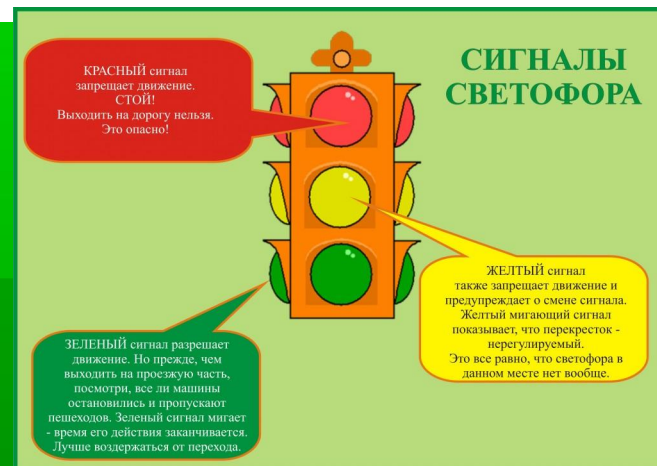 СИГНАЛЫ
СВЕТОФОРА
КРАСНЫЙ сигнал
запрещает движение.
СТОЙ!
Выходить на дорогу нельзя.
Это опасно!
ЖЕЛТЫЙ сигнал
также запрещает движение и
предупреждает о смене сигнала.
Желтый мигающий сигнал
показывает, что перекресток -
нерегулируемый.
Это все равно, что светофора в
данном месте нет вообще.
ЗЕЛЕНЫЙ сигнал разрешает
движение. Но прежде, чем
выходить на проезжую часть,
посмотри, все ли машины
остановились и пропускают
пешеходов. Зеленый сигнал мигает
- время его действия заканчивается.
Лучше воздержаться от перехода.